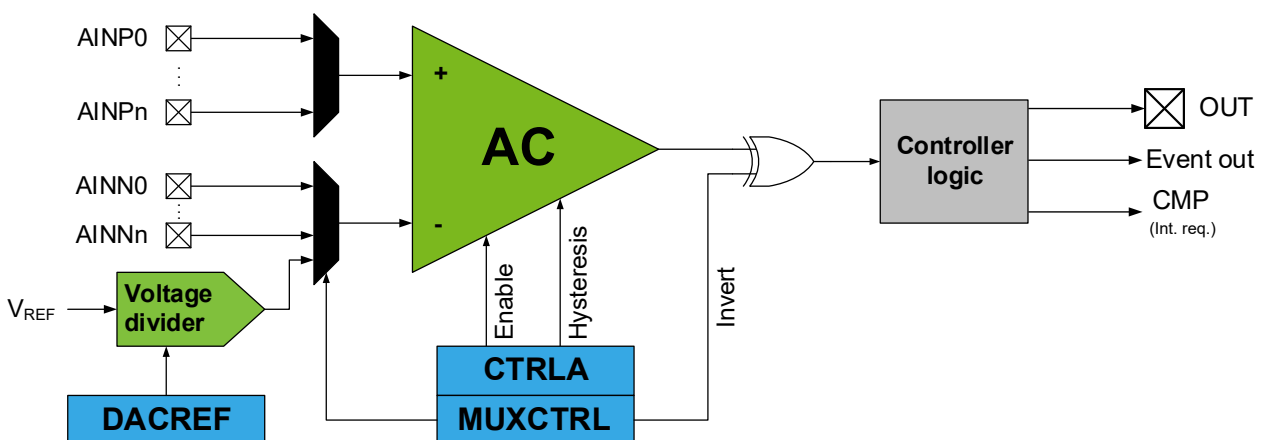 AINP0
AINPn
AINN0
AINNn
VREF
Voltage
divider
DACREF
+
AC
-
Enable
Hysteresis
Invert
CTRLA
MUXCTRL
Controller
logic
OUT
Event out
CMP
(Int. req.)